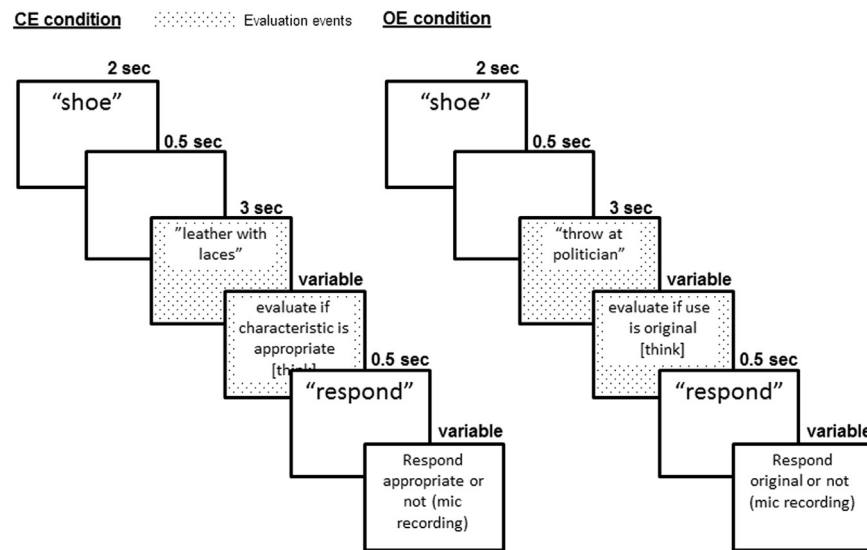 CE condition
Evaluation events
OE condition
2 sec
“shoe”
0.5 sec
3 sec
”leather with
laces”
variable
evaluate if
characteristic is
appropriate
[think]
0.5 sec
“respond”
variable
Respond
appropriate or
not (mic
recording)
2 sec
“shoe”
0.5 sec
3 sec
“throw at
politician”
variable
evaluate if use
is original
[think]
0.5 sec
“respond”
variable
Respond
original or not
(mic recording)